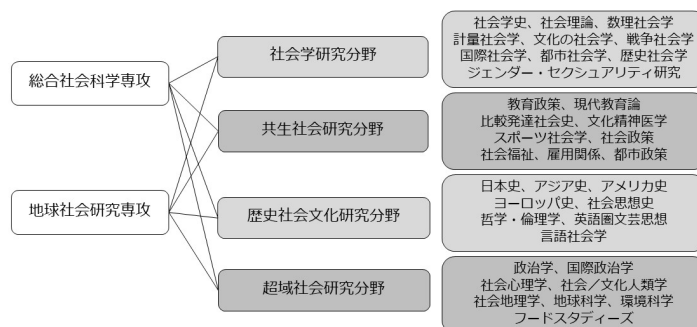 総合社会科学専攻
地球社会研究専攻
社会学研究分野
社会学史、社会理論、数理社会学
計量社会学、文化の社会学、戦争社会学
国際社会学、都市社会学、歴史社会学
ジェンダー・セクシュアリティ研究
共生社会研究分野
教育政策、現代教育論
比較発達社会史、文化精神医学
スポーツ社会学、社会政策
社会福祉、雇用関係、都市政策
歴史社会文化研究分野
日本史、アジア史、アメリカ史
ヨーロッパ史、社会思想史
哲学・倫理学、英語圏文芸思想
言語社会学
超域社会研究分野
政治学、国際政治学
社会心理学、社会／文化人類学
社会地理学、地球科学、環境科学
フードスタディーズ